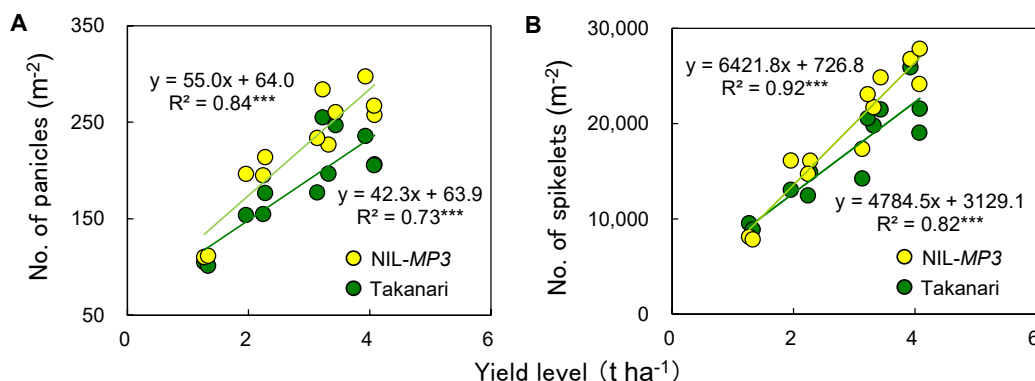 A
No. of panicles (m⁻²)
350
250
150
50
y = 55.0x + 64.0
R² = 0.84***
y = 42.3x + 63.9
R² = 0.73***
NIL-MP3
Takanari
0
2
4
6
B
No. of spikelets (m⁻²)
30,000
20,000
10,000
0
y = 6421.8x + 726.8
R² = 0.92***
y = 4784.5x + 3129.1
R² = 0.82***
NIL-MP3
Takanari
0
2
4
6
Yield level（t ha⁻¹）